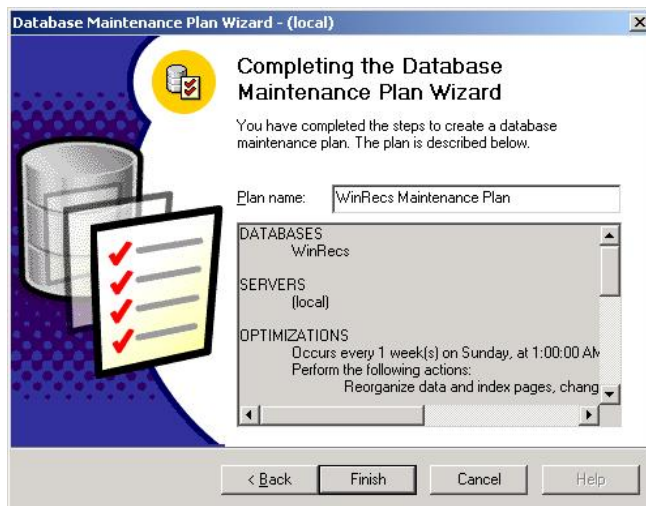 Database Maintenance Plan Wizard - (local)
Completing the Database
Maintenance Plan Wizard
You have completed the steps to create a database
maintenance plan. The plan is described below.
Plan name: WinRecs Maintenance Plan
DATABASES
WinRecs
SERVERS
(local)
OPTIMIZATIONS
Occurs every 1 week(s) on Sunday, at 1:00:00 AM
Perform the following actions:
Reorganize data and index pages, chang
< Back Finish Cancel Help